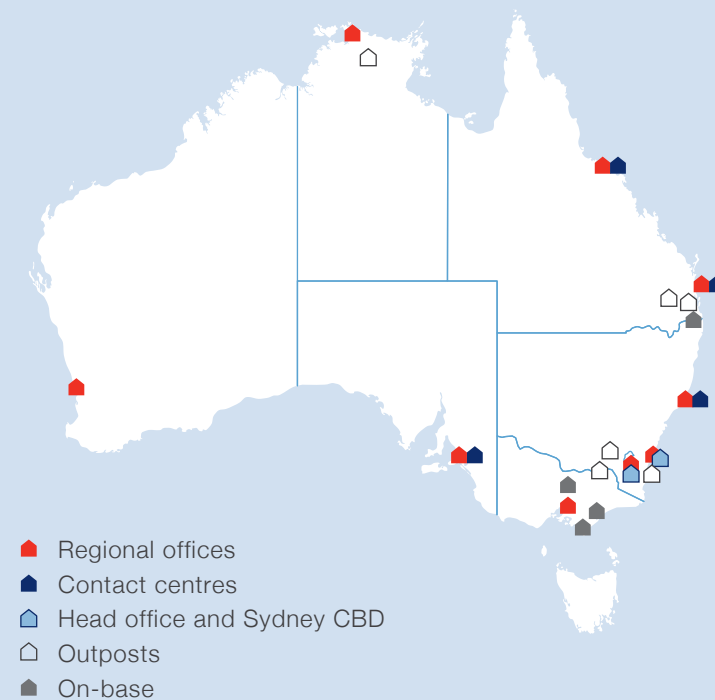 Regional offices
Contact centres
Head office and Sydney CBD
Outposts
On-base